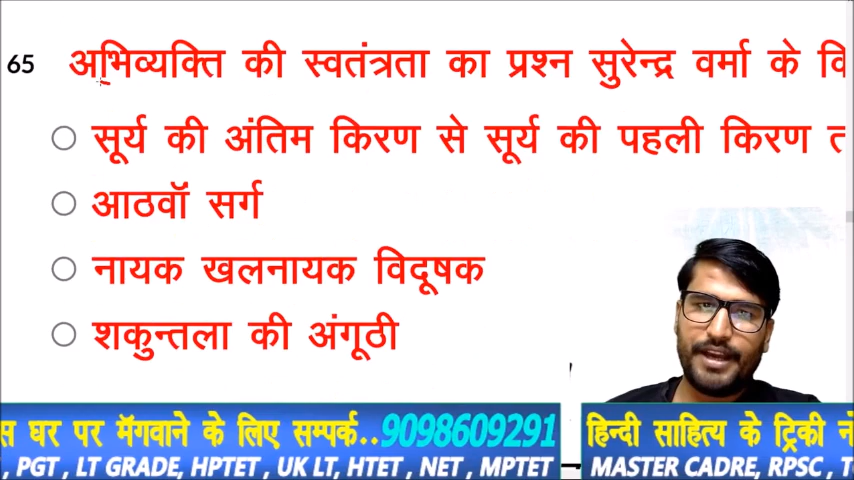 65 अभिव्यक्ति की स्वतंत्रता का प्रश्न सुरेन्द्र वर्मा के
सूर्य की अंतिम किरण से सूर्य की पहली किरण
आठवॉ सर्ग
नायक खलनायक विदूषक
शकुन्तला की अंगूठी
स घर पर मॅगवाने के लिए सम्पर्क..9098609291
, PGT , LT GRADE, HPTET , UK LT, HTET , NET , MPTET
हिन्दी साहित्य के ट्रिकी
MASTER CADRE, RPSC ,